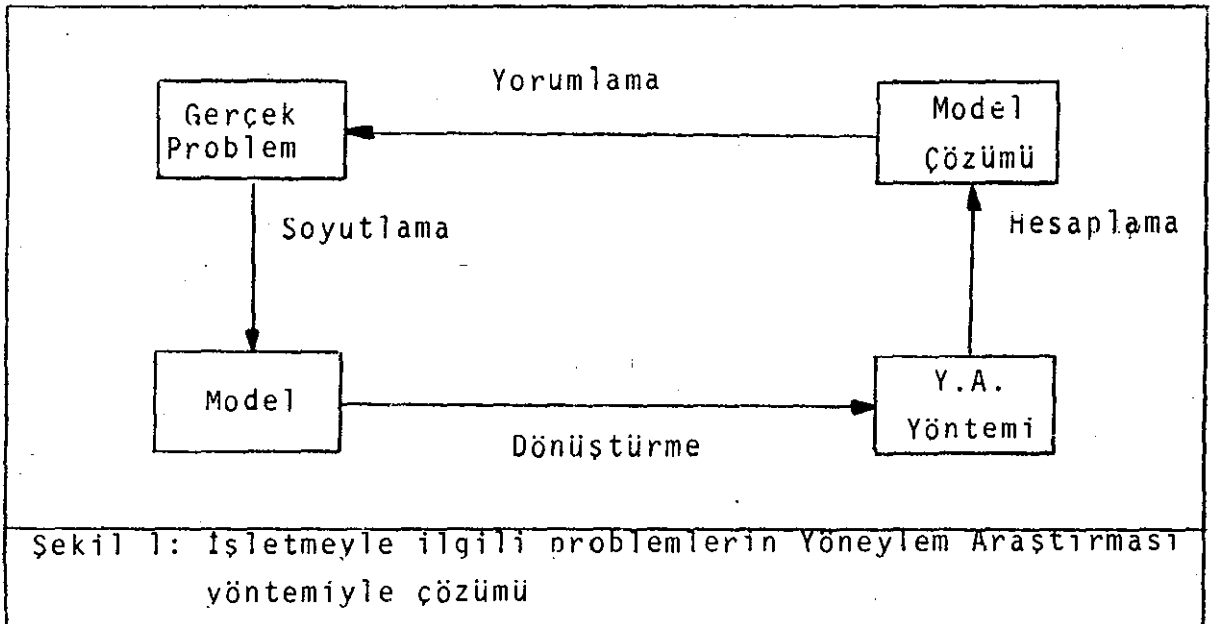 Yorumlama
Gerçek
Problem
Model
Çözümü
Soyutlama
Hesaplama
Model
Dönüştürme
Y.A.
Yöntemi
Şekil 1: İşletmeyle ilgili problemlerin Yöneylem Araştırması
yöntemiyle çözümü